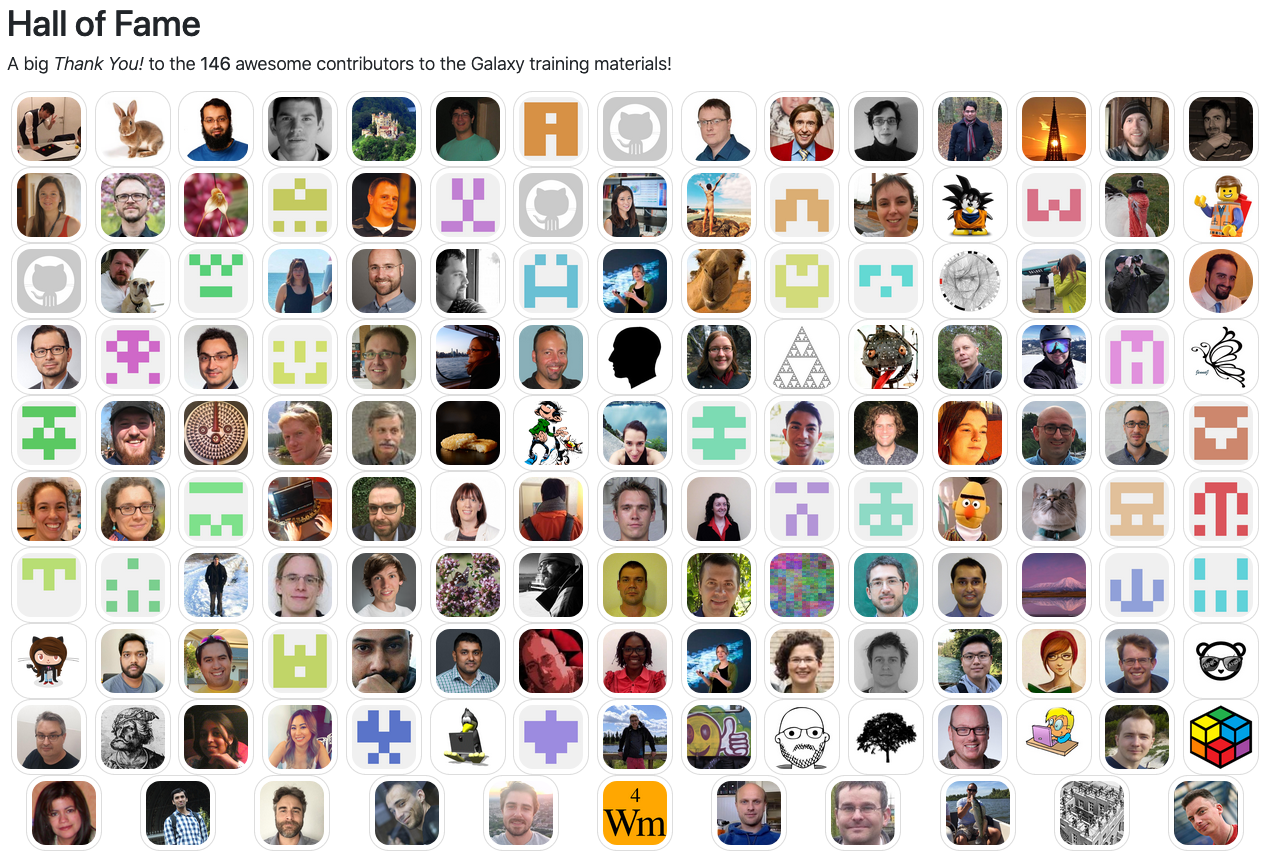 Hall of Fame
A big Thank You! to the 146 awesome contributors to the Galaxy training materials!
4
Wm